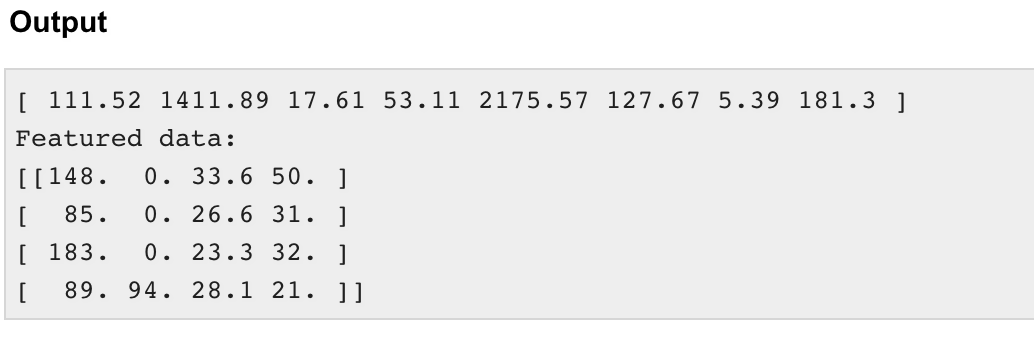 Output
[ 111.52 1411.89 17.61 53.11 2175.57 127.67 5.39 181.3 ]
Featured data:
[[148.  0. 33.6 50. ]
[  85.  0. 26.6 31. ]
[ 183.  0. 23.3 32. ]
[  89. 94. 28.1 21. ]]